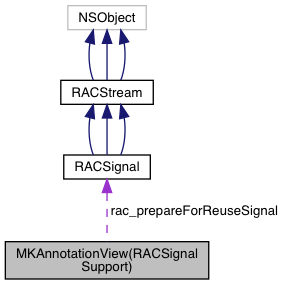 NSObject
RACStream
RACSignal
rac_prepareForReuseSignal
MKAnnotationView(RACSignal
Support)